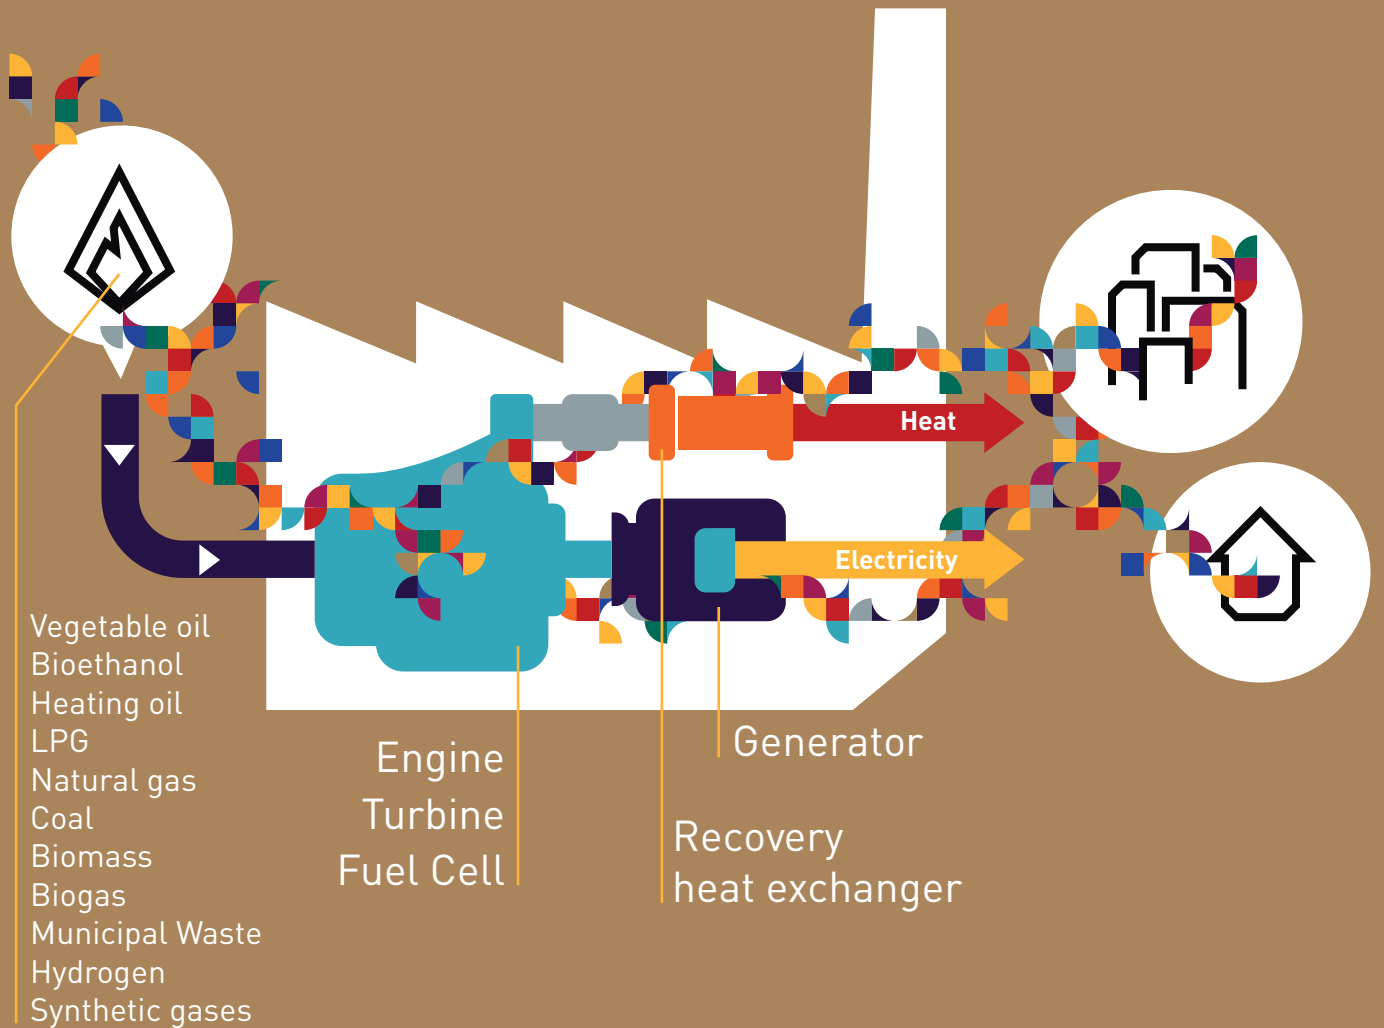 Heat
Electricity
Vegetable oil
Bioethanol
Heating oil
LPG
Natural gas
Coal
Biomass
Biogas
Municipal Waste
Hydrogen
Synthetic gases
Engine
Turbine
Fuel Cell
Generator
Recovery
heat exchanger